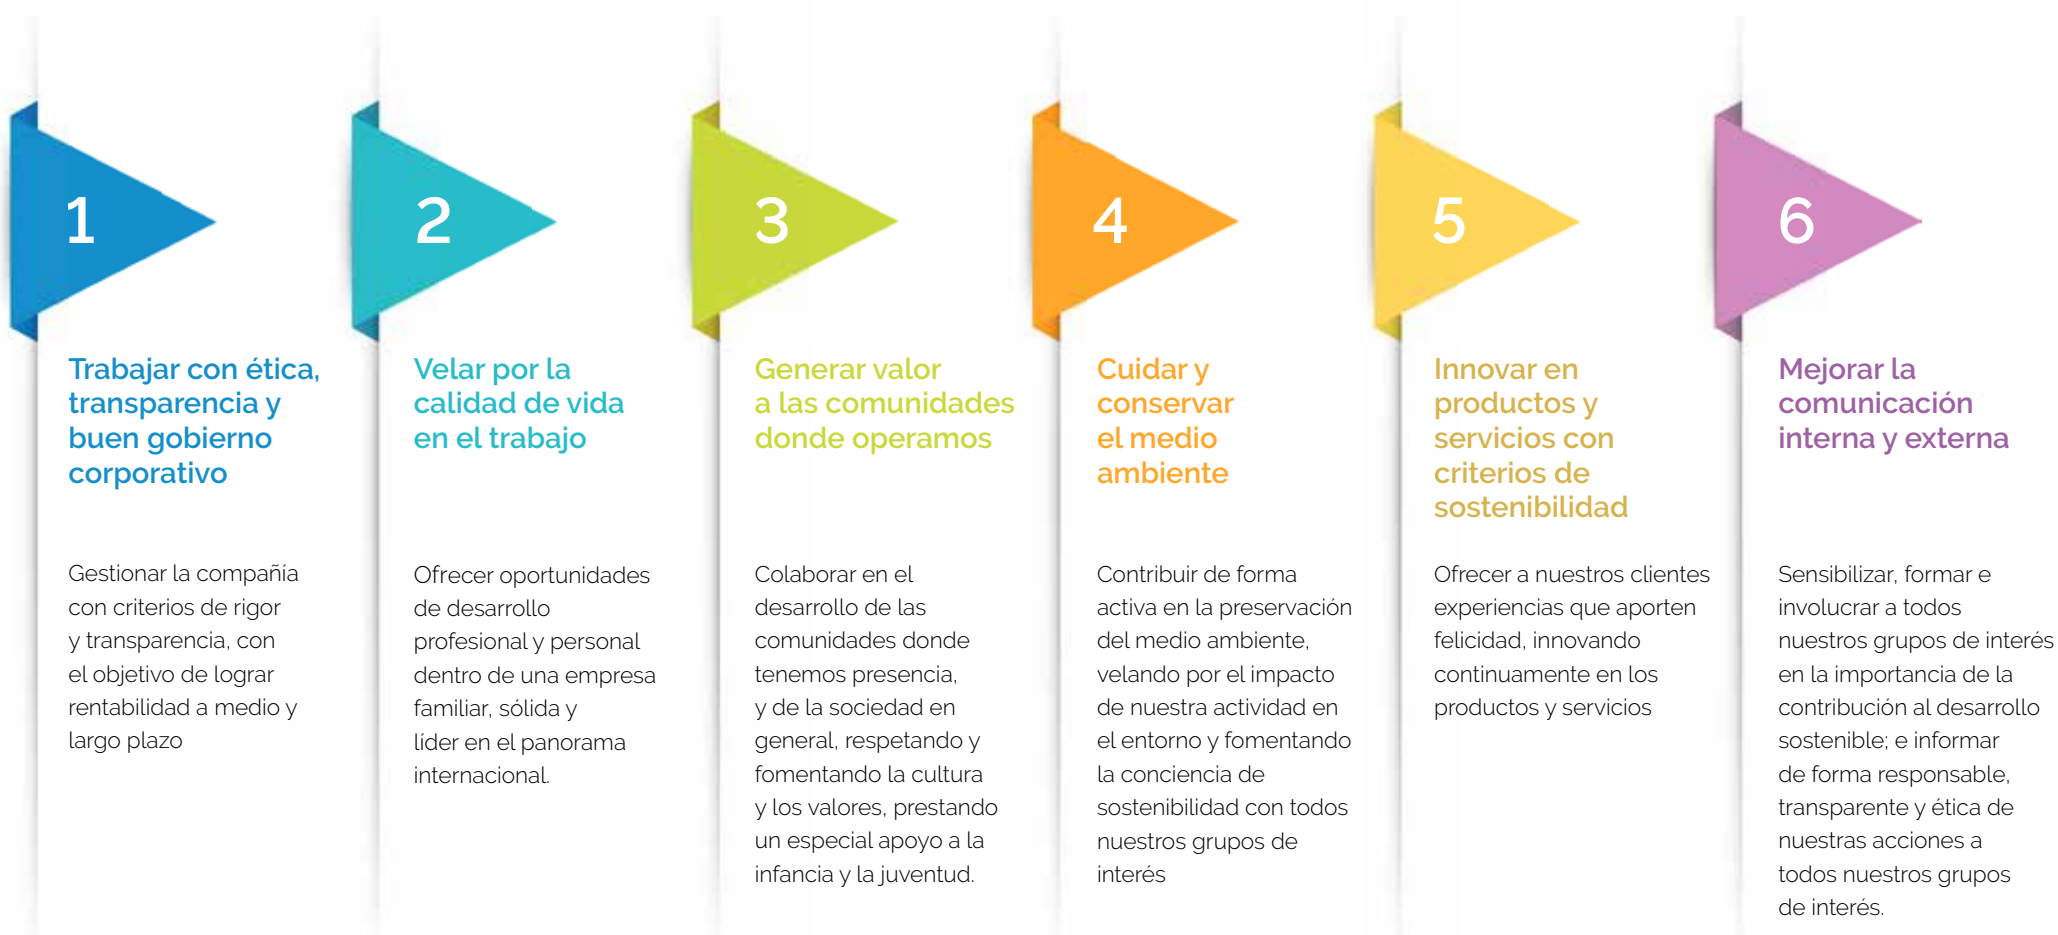 1
Trabajar con ética,
transparencia y
buen gobierno
corporativo
Gestionar la compañía
con criterios de rigor
y transparencia, con
el objetivo de lograr
rentabilidad a medio y
largo plazo
2
Velar por la
calidad de vida
en el trabajo
Ofrecer oportunidades
de desarrollo
profesional y personal
dentro de una empresa
familiar, sólida y
líder en el panorama
internacional.
3
Generar valor
a las comunidades
donde operamos
Colaborar en el
desarrollo de las
comunidades donde
tenemos presencia,
y de la sociedad en
general, respetando y
fomentando la cultura
y los valores, prestando
un especial apoyo a la
infancia y la juventud.
4
Cuidar y
conservar
el medio
ambiente
Contribuir de forma
activa en la preservación
del medio ambiente,
velando por el impacto
de nuestra actividad en
el entorno y fomentando
la conciencia de
sostenibilidad con todos
nuestros grupos de
interés
5
Innovar en
productos y
servicios con
criterios de
sostenibilidad
Ofrecer a nuestros clientes
experiencias que aporten
felicidad, innovando
continuamente en los
productos y servicios
6
Mejorar la
comunicación
interna y externa
Sensibilizar, formar e
involucrar a todos
nuestros grupos de interés
en la importancia de la
contribución al desarrollo
sostenible; e informar
de forma responsable,
transparente y ética de
nuestras acciones a
todos nuestros grupos
de interés.